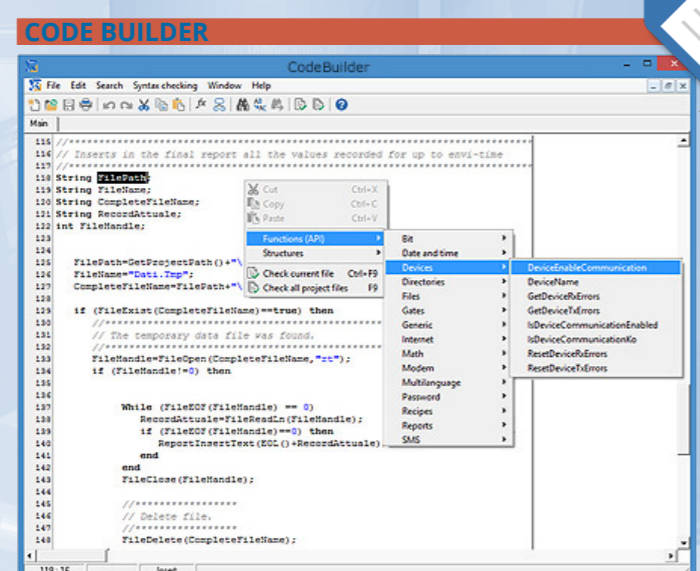 CODE BUILDER
CodeBuilder
File Edit Search Syntax checking Window Help
Main
115 //**********************************************************************
116 // Inserts in the final report all the values recorded for up to envi-time
117 //**********************************************************************
118 String FilePath;
119 String FileName;
120 String CompleteFileName;
121 String RecordAttuale;
122 int FileHandle;
123
124
125 FilePath=GetProjectPath()+"\
126 FileName="Dati.Tmp";
127 CompleteFileName=FilePath+"\
128
129 if (FileExist(CompleteFileName)==true) then
130 //**********************************
131 // The temporary data file was found.
132 //**********************************
133 FileHandle=FileOpen(CompleteFileName,"rt");
134 if (FileHandle!=0) then
135
136
137 While (FileEOF(FileHandle) == 0)
138 RecordAttuale=FileReadLn(FileHandle);
139 if (FileEOF(FileHandle)==0) then
140 ReportInsertText(EOL()+RecordAttuale)
141 end
142 end
143 FileClose(FileHandle);
144
145 //*****************
146 // Delete file.
147 //*****************
148 FileDelete(CompleteFileName);
Cut Ctrl+X
Copy Ctrl+C
Paste Ctrl+V
Functions (API)
Structures
Check current file Ctrl+F9
Check all project files F9
Bit
Date and time
Devices
Directories
Files
Gates
Generic
Internet
Math
Modem
Multilanguage
Password
Recipes
Reports
SMS
DeviceEnableCommunication
DeviceName
GetDeviceRxErrors
GetDeviceTxErrors
IsDeviceCommunicationEnabled
IsDeviceCommunicationKo
ResetDeviceRxErrors
ResetDeviceTxErrors
118:16 Inset